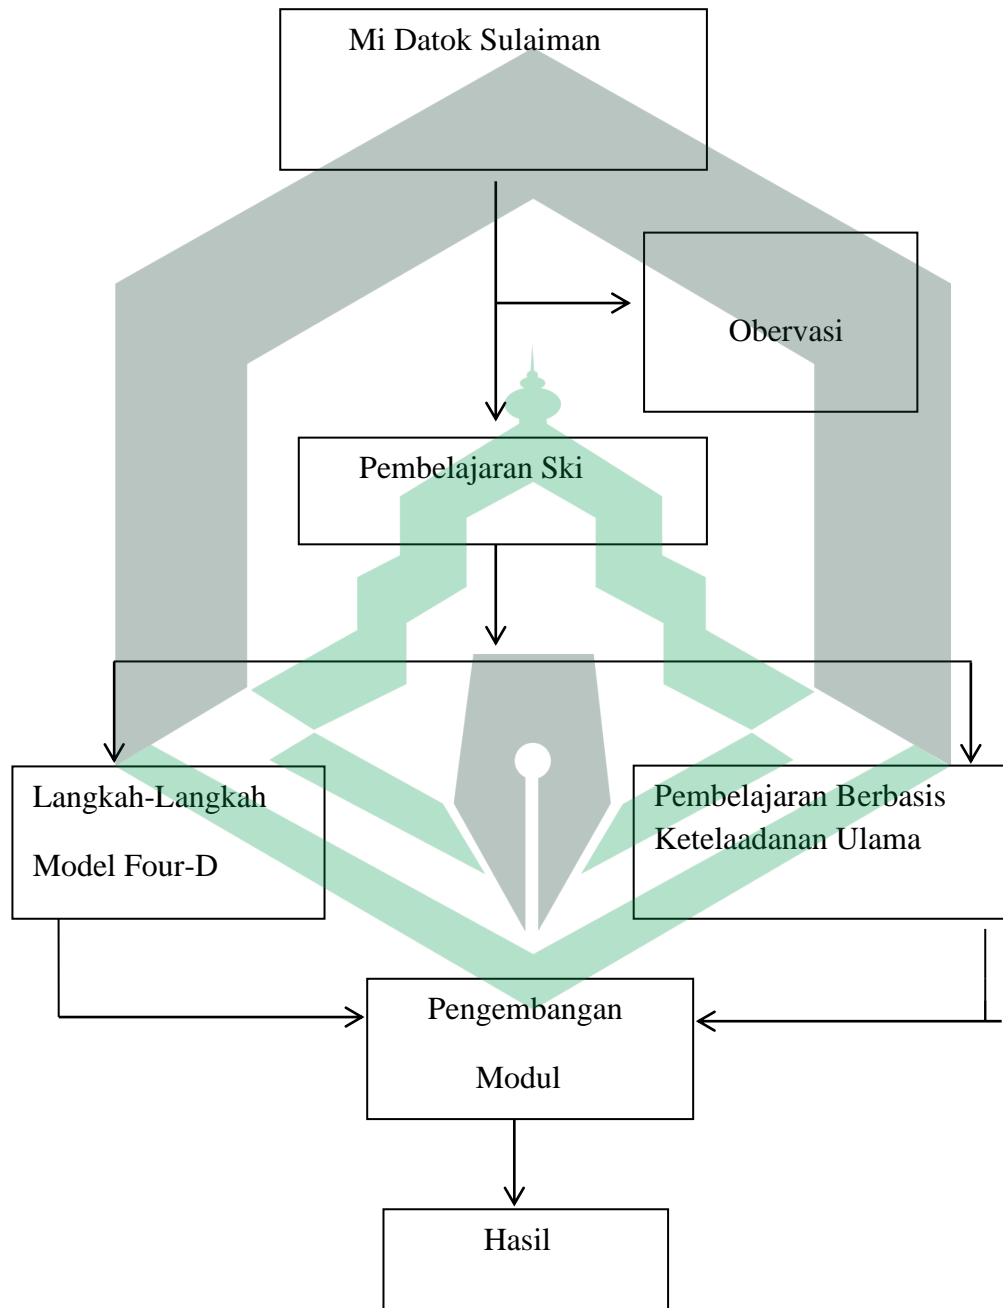 Mi Datok Sulaiman
Obervasi
Pembelajaran Ski
Langkah-Langkah
Model Four-D
Pembelajaran Berbasis
Ketelaadanan Ulama
Pengembangan
Modul
Hasil